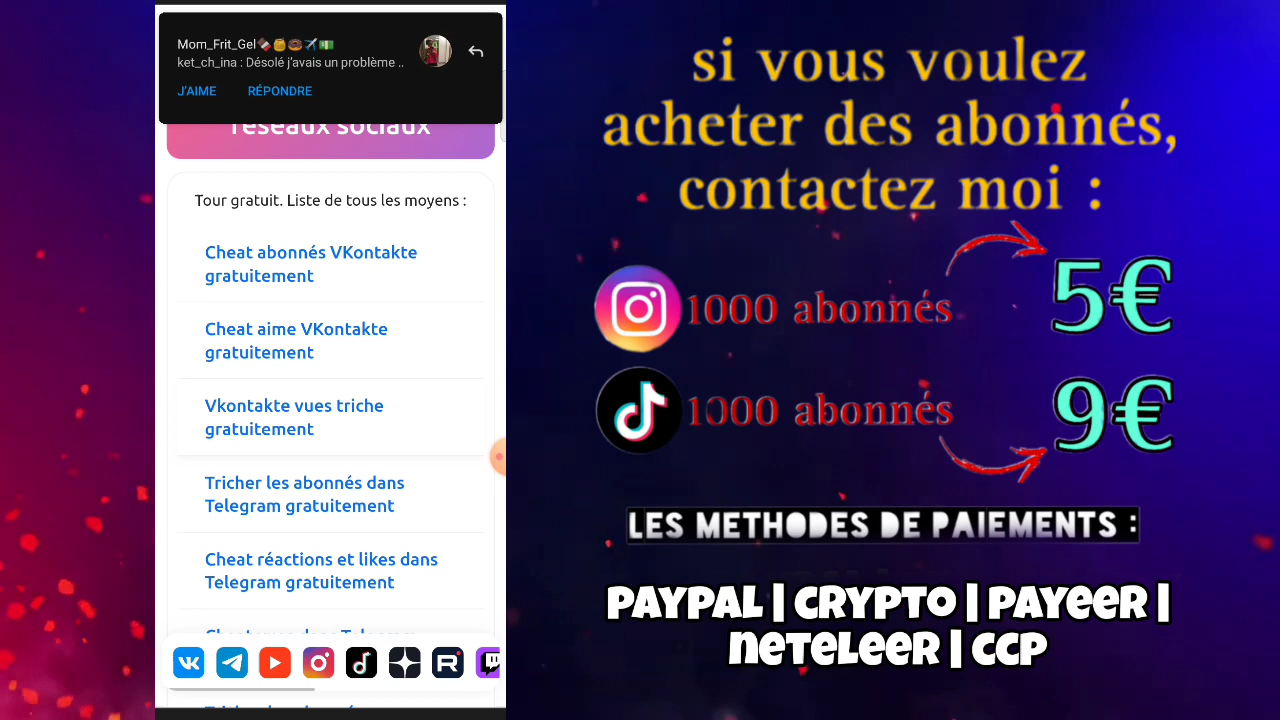 Mom_Frit_Gel🍫🍯🍩✈️💵
ket_ch_ina : Désolé j'avais un problème ..
J'AIME RÉPONDRE
réseaux sociaux
Tour gratuit. Liste de tous les moyens :
Cheat abonnés VKontakte
gratuitement
Cheat aime VKontakte
gratuitement
Vkontakte vues triche
gratuitement
Tricher les abonnés dans
Telegram gratuitement
Cheat réactions et likes dans
Telegram gratuitement
si vous voulez
acheter des abonnés,
contactez moi :
1000 abonnés 5€
1000 abonnés 9€
LES METHODES DE PAIEMENTS :
PAYPAL | CRYPTO | PAYEER |
NETELEER | CCP